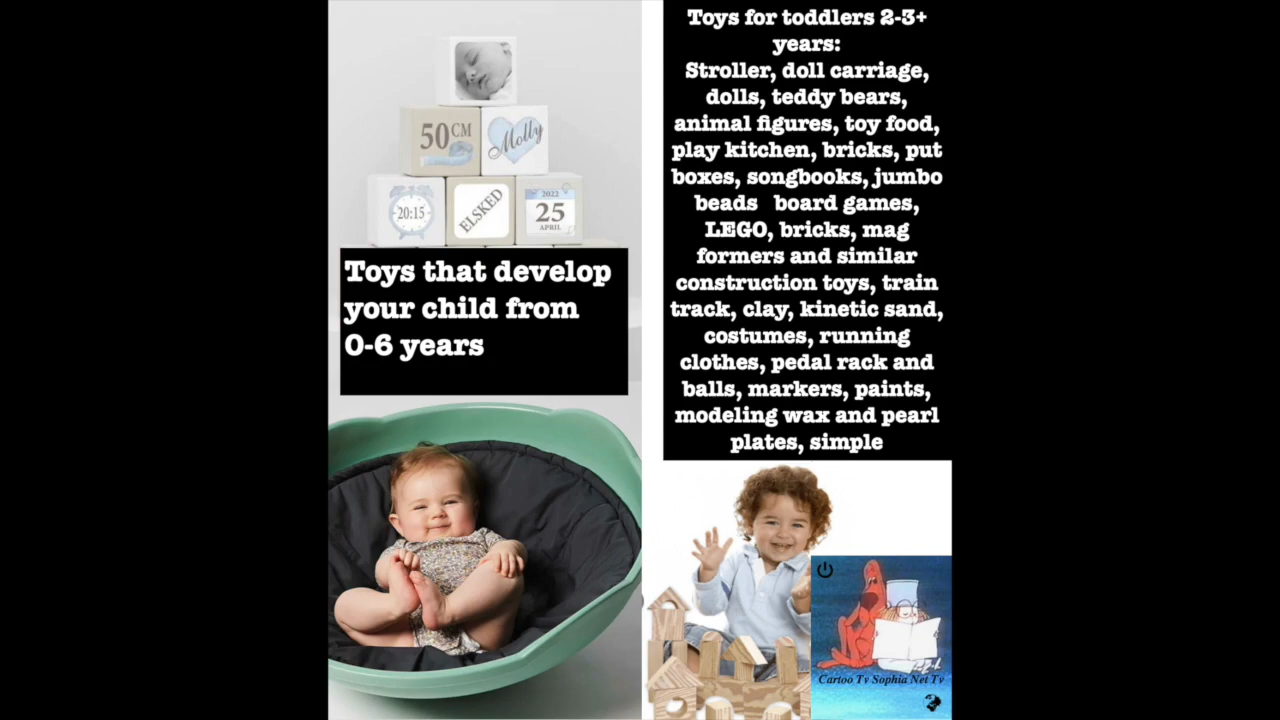 50CM
Molly
20:15
ELSKED
2022
25
APRIL
Toys that develop
your child from
0-6 years
Toys for toddlers 2-3+
years:
Stroller, doll carriage,
dolls, teddy bears,
animal figures, toy food,
play kitchen, bricks, put
boxes, songbooks, jumbo
beads board games,
LEGO, bricks, mag
formers and similar
construction toys, train
track, clay, kinetic sand,
costumes, running
clothes, pedal rack and
balls, markers, paints,
modeling wax and pearl
plates, simple
Cartoo Tv Sophia Net Tv